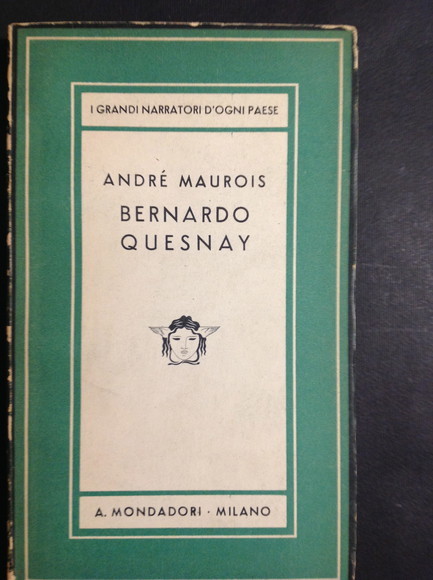 I GRANDI NARRATORI D'OGNI PAESE
ANDRÉ MAUROIS
BERNARDO
QUESNAY
A. MONDADORI · MILANO